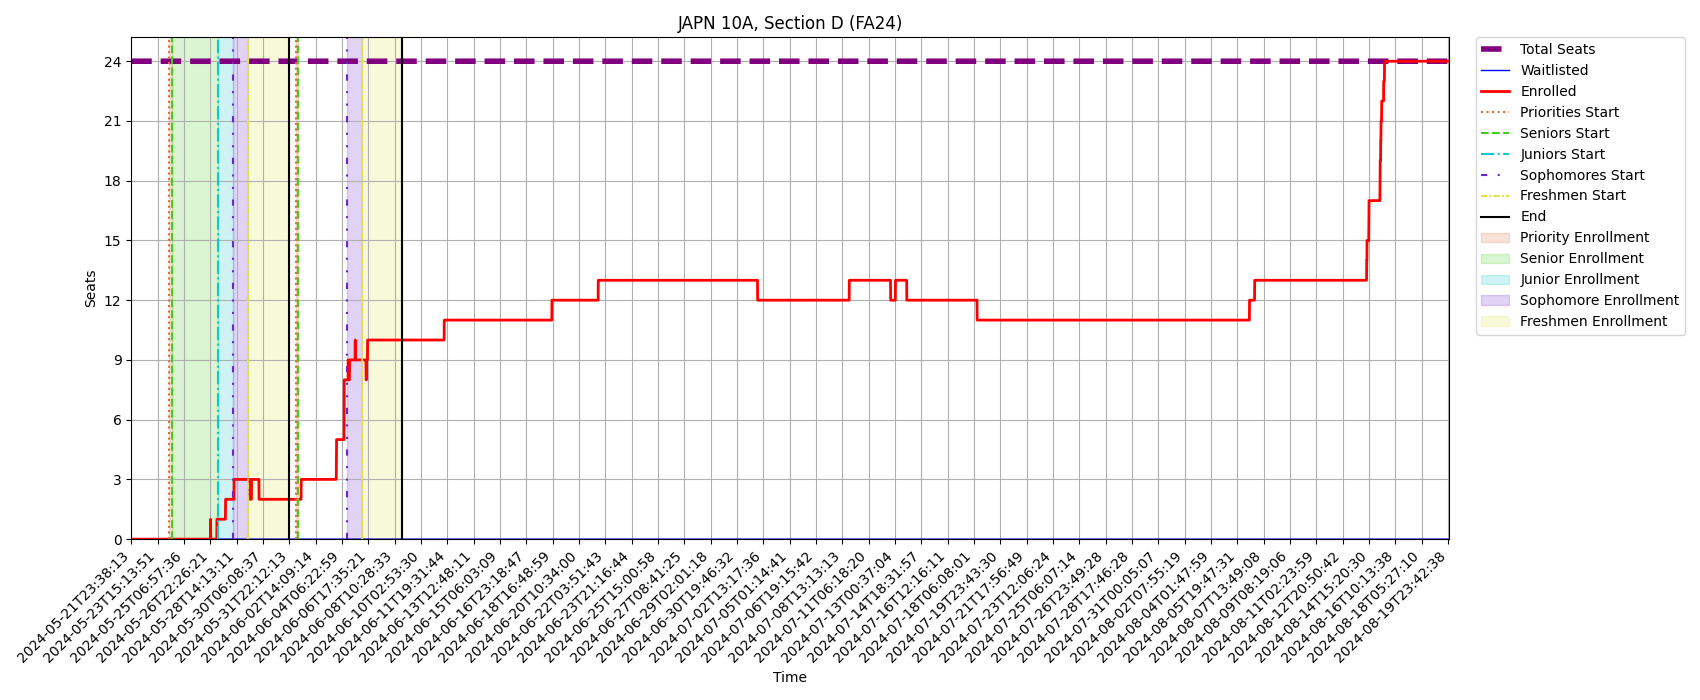 JAPN 10A, Section D (FA24)
Seats
24
21
18
15
12
9
6
3
0
2024-05-21T23:38:13
2024-05-23T15:13:51
2024-05-25T06:57:36
2024-05-26T22:26:21
2024-05-28T14:13:11
2024-05-30T06:08:37
2024-05-31T22:12:13
2024-06-02T14:09:14
2024-06-04T06:22:59
2024-06-06T17:35:21
2024-06-08T10:28:33
2024-06-10T02:53:30
2024-06-11T19:31:44
2024-06-13T12:48:11
2024-06-15T06:03:09
2024-06-16T23:18:47
2024-06-18T16:48:59
2024-06-20T10:34:00
2024-06-22T03:51:43
2024-06-23T21:16:44
2024-06-25T15:00:58
2024-06-27T08:41:25
2024-06-29T02:01:18
2024-06-30T19:46:32
2024-07-02T13:17:36
2024-07-05T01:14:41
2024-07-06T19:15:42
2024-07-08T13:13:13
2024-07-11T06:18:20
2024-07-13T00:37:04
2024-07-14T18:31:57
2024-07-16T12:16:11
2024-07-18T06:08:01
2024-07-19T23:43:30
2024-07-21T17:56:49
2024-07-23T12:06:24
2024-07-25T06:07:14
2024-07-26T23:49:28
2024-07-28T17:46:28
2024-07-31T00:05:07
2024-08-02T07:55:19
2024-08-04T01:47:59
2024-08-05T19:47:31
2024-08-07T13:49:08
2024-08-09T08:19:06
2024-08-11T02:23:59
2024-08-12T20:50:42
2024-08-14T15:20:30
2024-08-16T10:13:38
2024-08-18T05:27:10
2024-08-19T23:42:38
Time
Total Seats
Waitlisted
Enrolled
Priorities Start
Seniors Start
Juniors Start
Sophomores Start
Freshmen Start
End
Priority Enrollment
Senior Enrollment
Junior Enrollment
Sophomore Enrollment
Freshmen Enrollment